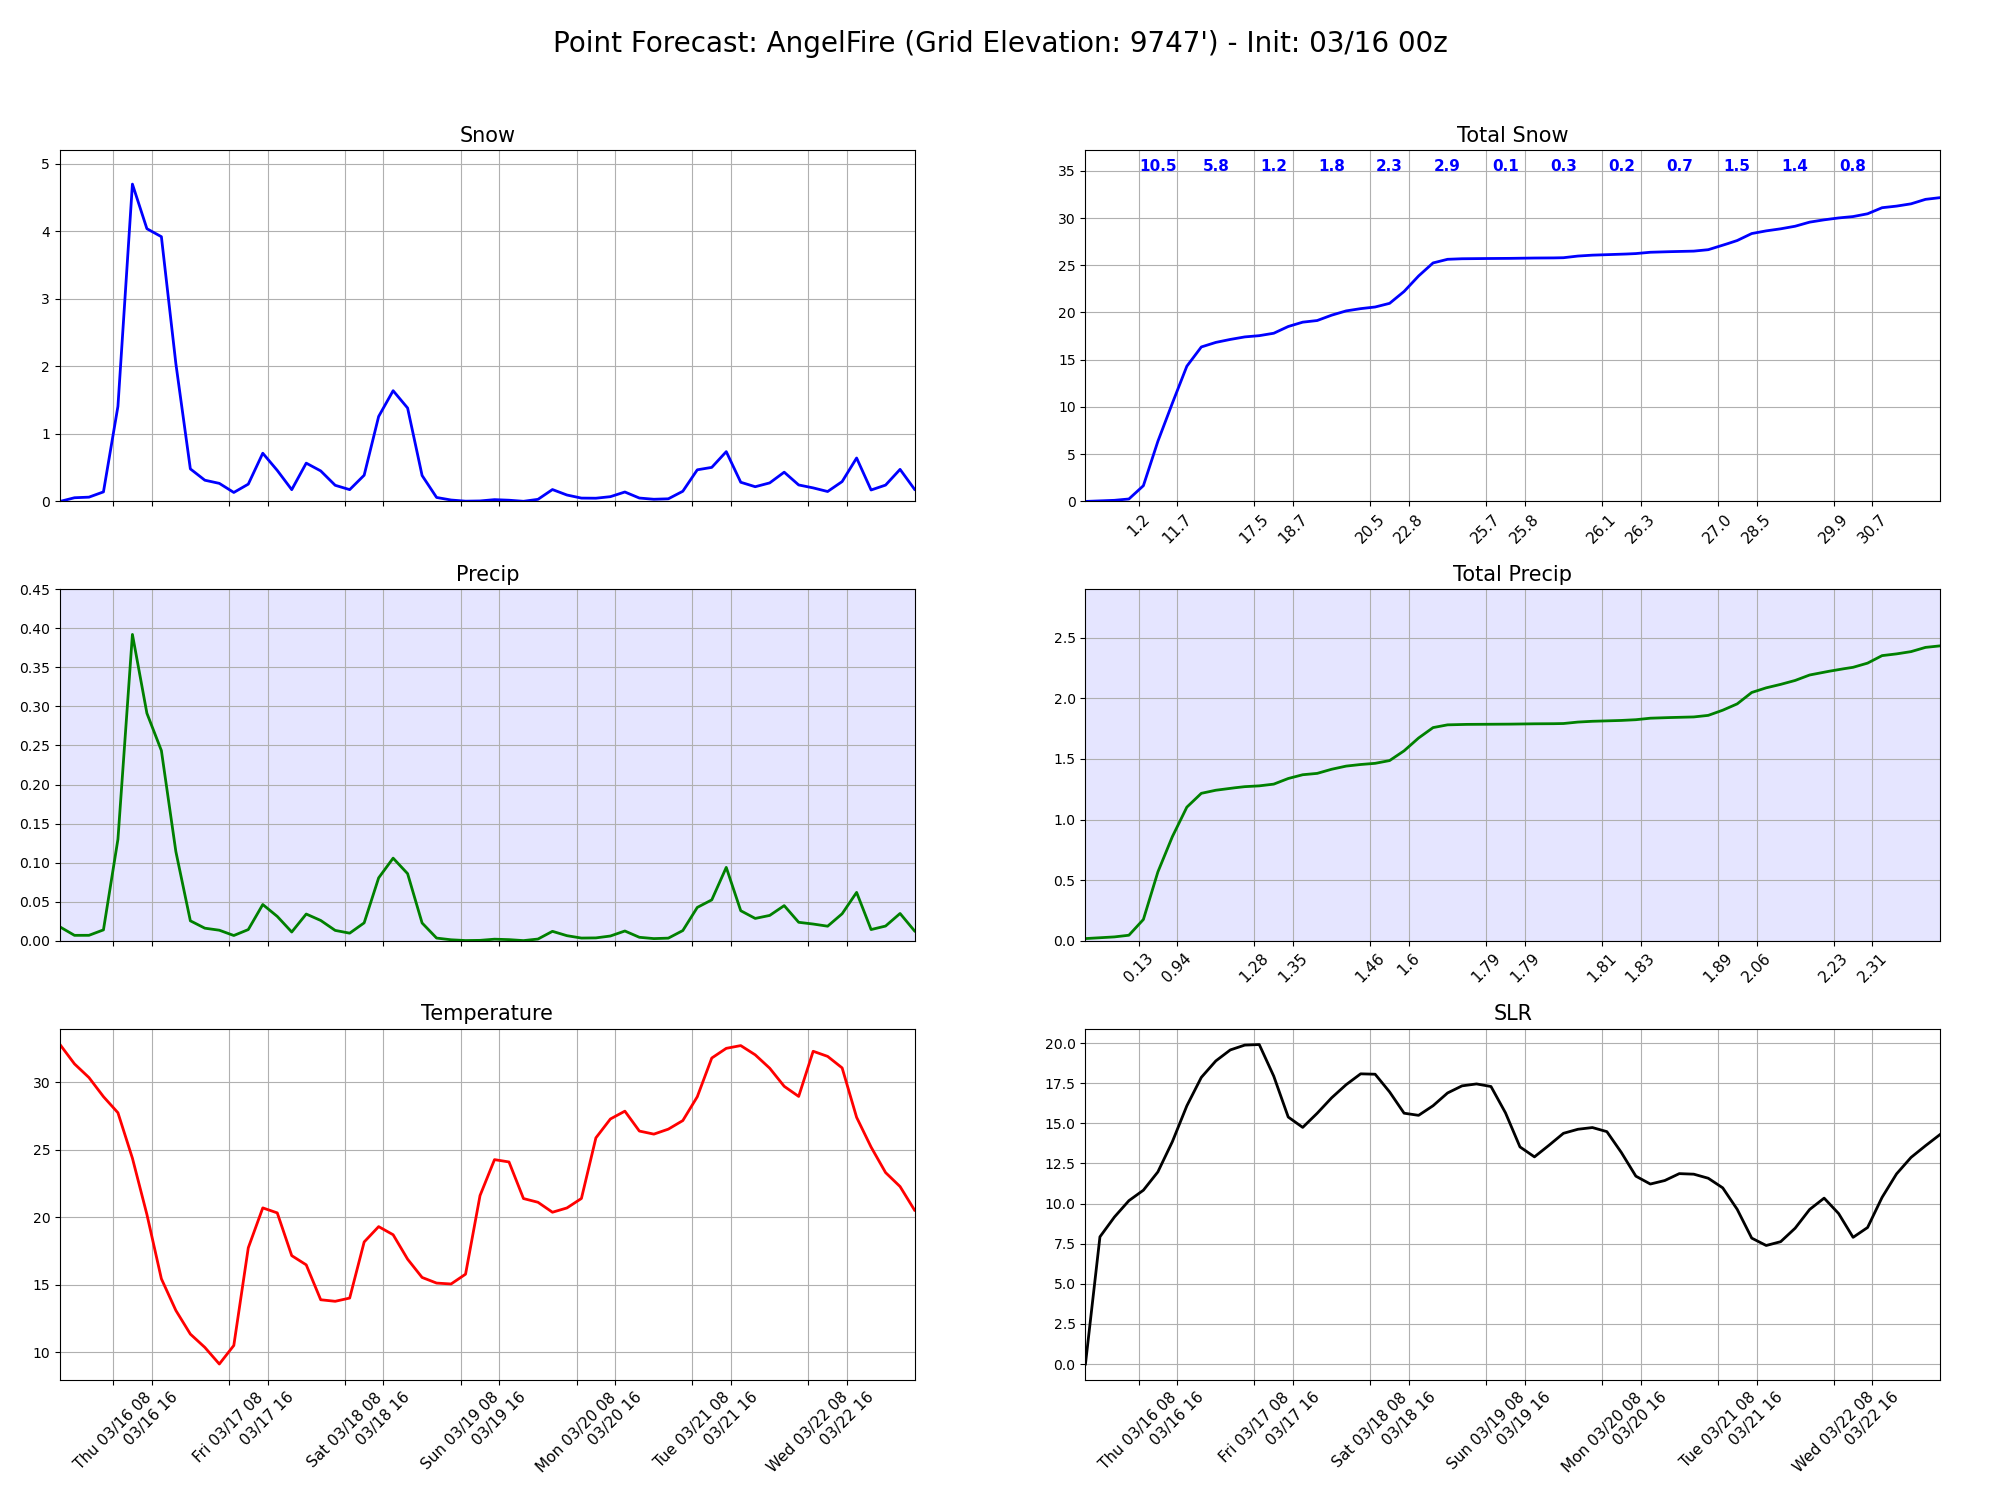 Point Forecast: AngelFire (Grid Elevation: 9747') - Init: 03/16 00z
Snow
5
4
3
2
1
0
Total Snow
10.5 5.8 1.2 1.8 2.3 2.9 0.1 0.3 0.2 0.7 1.5 1.4 0.8
35
30
25
20
15
10
5
0
1.2 11.7 17.5 18.7 20.5 22.8 25.7 25.8 26.1 26.3 27.0 28.5 29.9 30.7
Precip
0.45
0.40
0.35
0.30
0.25
0.20
0.15
0.10
0.05
0.00
Total Precip
2.5
2.0
1.5
1.0
0.5
0.0
0.13 0.94 1.28 1.35 1.46 1.6 1.79 1.79 1.81 1.83 1.89 2.06 2.23 2.31
Temperature
30
25
20
15
10
Thu 03/16 08
03/16 16
Fri 03/17 08
03/17 16
Sat 03/18 08
03/18 16
Sun 03/19 08
03/19 16
Mon 03/20 08
03/20 16
Tue 03/21 08
03/21 16
Wed 03/22 08
03/22 16
SLR
20.0
17.5
15.0
12.5
10.0
7.5
5.0
2.5
0.0
Thu 03/16 08
03/16 16
Fri 03/17 08
03/17 16
Sat 03/18 08
03/18 16
Sun 03/19 08
03/19 16
Mon 03/20 08
03/20 16
Tue 03/21 08
03/21 16
Wed 03/22 08
03/22 16